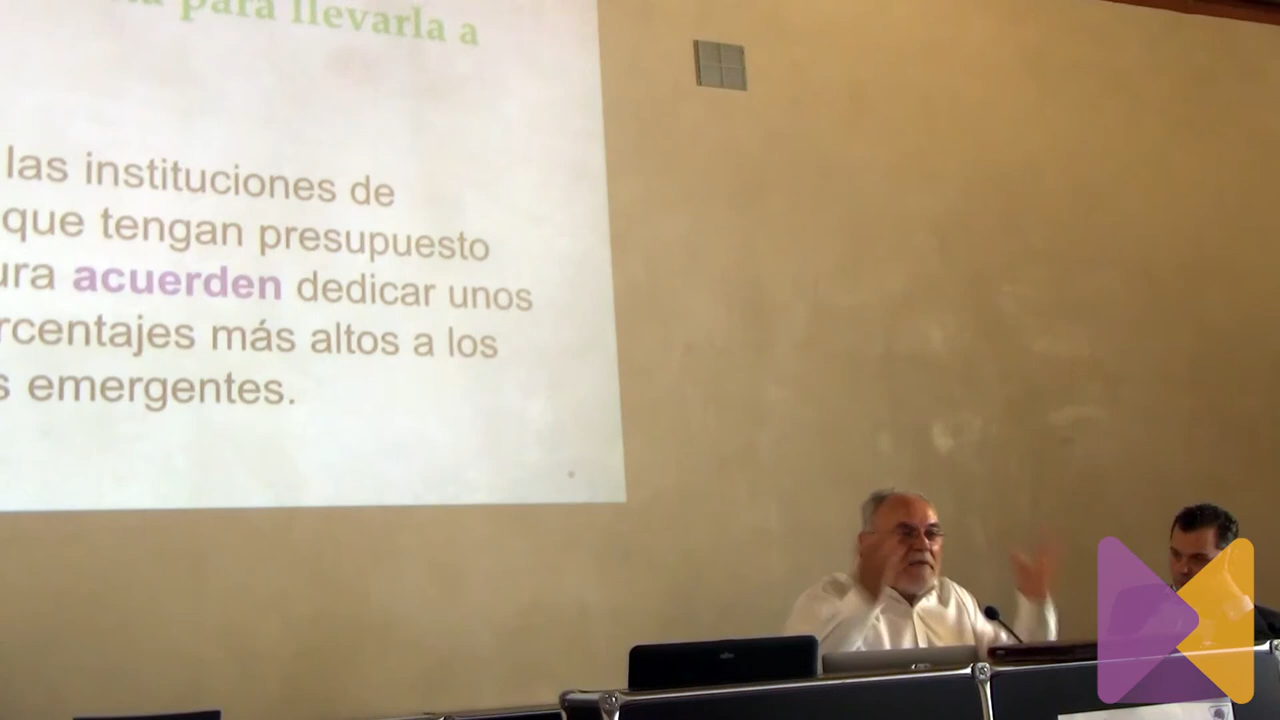 para llevarla a
las instituciones de
que tengan presupuesto
ura acuerden dedicar unos
rcentajes más altos a los
s emergentes.